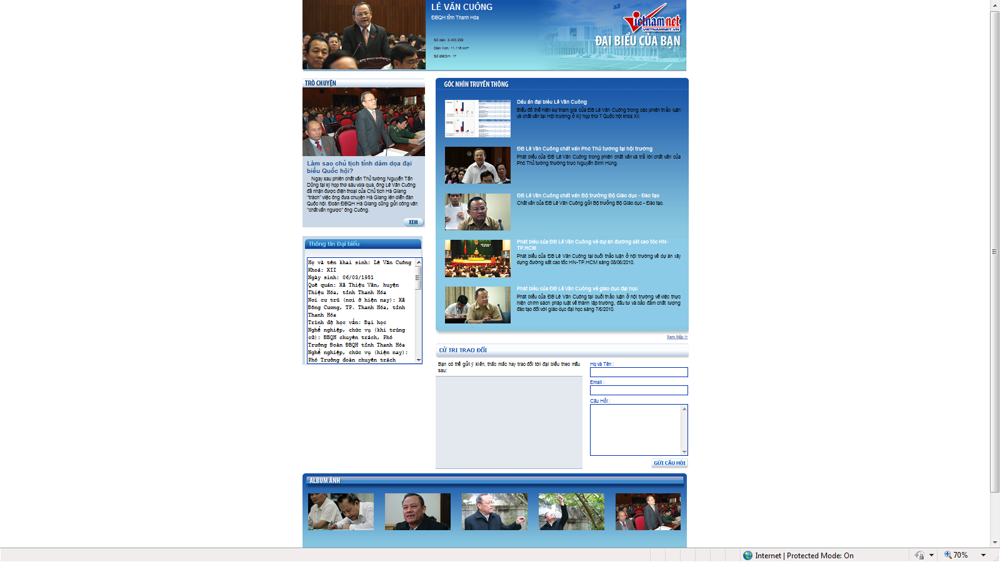 LÊ VĂN CUÔNG
ĐBQH tỉnh Thanh Hóa
Số dân: 3.400.239
Diện tích: 11.116 km²
Số ĐBQH: 17
vietnamnet
VIETNAMNET.VN
ĐẠI BIỂU CỦA BẠN
TRÒ CHUYỆN
Làm sao chủ tịch tỉnh dám dọa đại
biểu Quốc hội?
Ngay sau phiên chất vấn Thủ tướng Nguyễn Tấn
Dũng tại kỳ họp thứ sáu vừa qua, ông Lê Văn Cuông
đã nhận được điện thoại của Chủ tịch Hà Giang
"trách" việc ông đưa chuyện Hà Giang lên diễn đàn
Quốc hội. Đoàn ĐBQH Hà Giang cũng gửi công văn
"chất vấn ngược" ông Cuông.
XEM
Thông tin Đại biểu
Họ và tên khai sinh: Lê Văn Cuông
Khoá: XII
Ngày sinh: 06/03/1951
Quê quán: Xã Thiệu Vân, huyện
Thiệu Hóa, tỉnh Thanh Hóa
Nơi cư trú (nơi ở hiện nay): Xã
Đông Cương, TP. Thanh Hóa, tỉnh
Thanh Hóa
Trình độ học vấn: Đại học
Nghề nghiệp, chức vụ (khi trúng
cử): ĐBQH chuyên trách, Phó
Trưởng Đoàn ĐBQH tỉnh Thanh Hóa
Nghề nghiệp, chức vụ (hiện nay):
Phó Trưởng đoàn chuyên trách
GÓC NHÌN TRUYỀN THÔNG
Dấu ấn đại biểu Lê Văn Cuông
Biểu đồ thể hiện sự tham gia của ĐB Lê Văn Cuông trong các phiên thảo luận
và chất vấn tại Hội trường ở Kỳ họp thứ 7 Quốc hội khóa XII.
ĐB Lê Văn Cuông chất vấn Phó Thủ tướng tại hội trường
Phát biểu của ĐB Lê Văn Cuông trong phiên chất vấn và trả lời chất vấn của
Phó Thủ tướng thường trực Nguyễn Sinh Hùng.
ĐB Lê Văn Cuông chất vấn Bộ trưởng Bộ Giáo dục - Đào tạo
Chất vấn của ĐB Lê Văn Cuông gửi Bộ trưởng Bộ Giáo dục - Đào tạo.
Phát biểu của ĐB Lê Văn Cuông về dự án đường sắt cao tốc HN-
TP.HCM
Phát biểu của ĐB Lê Văn Cuông tại buổi thảo luận ở hội trường về dự án xây
dựng đường sắt cao tốc HN-TP.HCM sáng 08/06/2010.
Phát biểu của ĐB Lê Văn Cuông về giáo dục đại học
Phát biểu của ĐB Lê Văn Cuông tại buổi thảo luận ở hội trường về việc thực
hiện chính sách pháp luật về thành lập trường, đầu tư và bảo đảm chất lượng
đào tạo đối với giáo dục đại học sáng 7/6/2010.
Xem tiếp >>
CỬ TRI TRAO ĐỔI
Bạn có thể gửi ý kiến, thắc mắc hay trao đổi tới đại biểu theo mẫu
sau:
Họ và Tên :
Email :
Câu Hỏi :
GỬI CÂU HỎI
ALBUM ẢNH
Internet | Protected Mode: On
70%